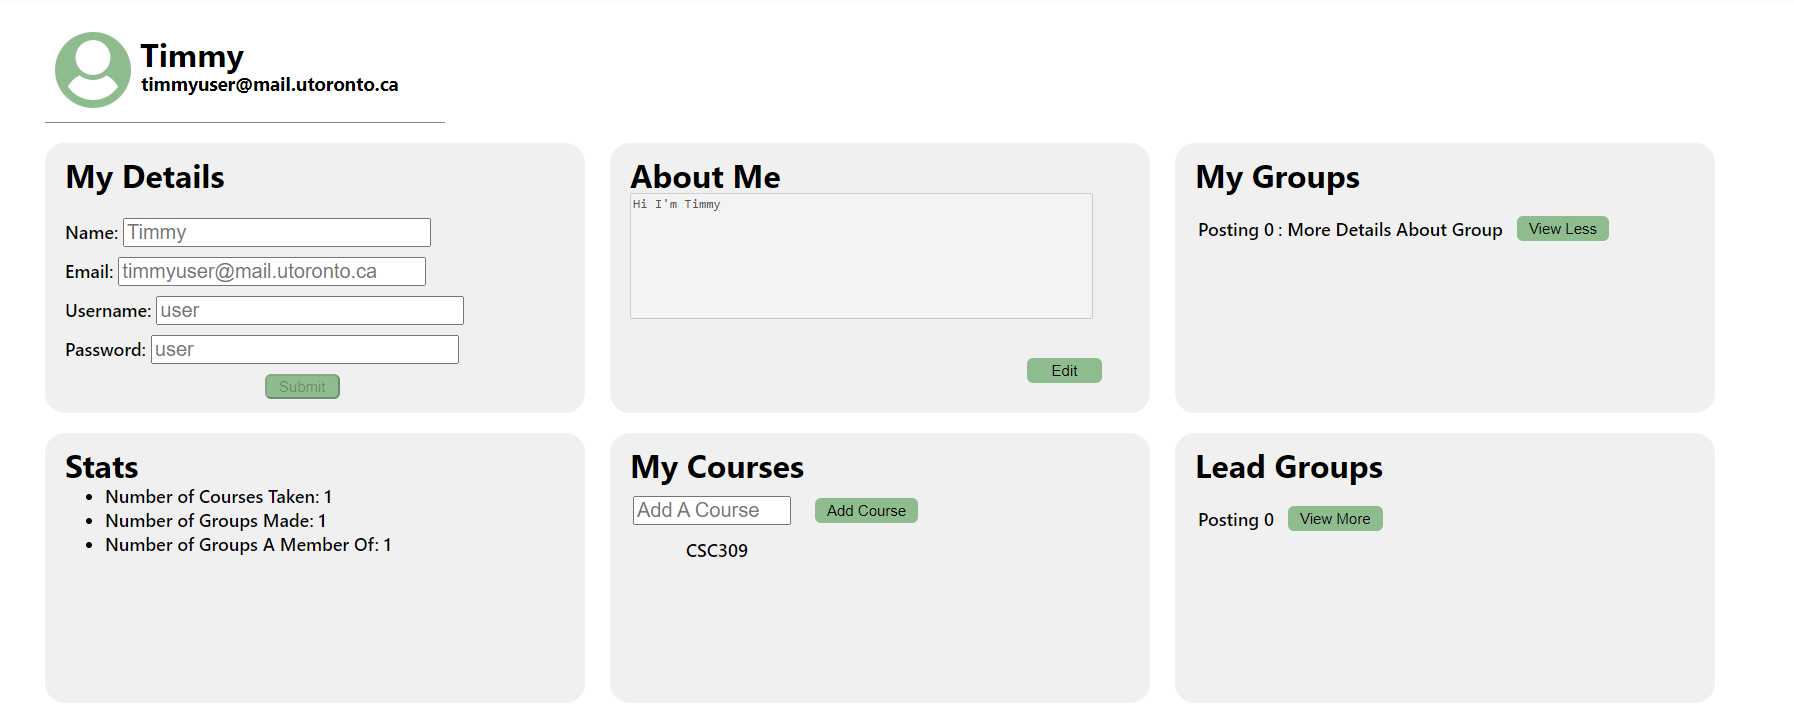 Timmy
timmyuser@mail.utoronto.ca
My Details
Name: Timmy
Email: timmyuser@mail.utoronto.ca
Username: user
Password: user
Submit
About Me
Hi I'm Timmy
Edit
My Groups
Posting 0 : More Details About Group View Less
Stats
• Number of Courses Taken: 1
• Number of Groups Made: 1
• Number of Groups A Member Of: 1
My Courses
Add A Course Add Course
CSC309
Lead Groups
Posting 0 View More